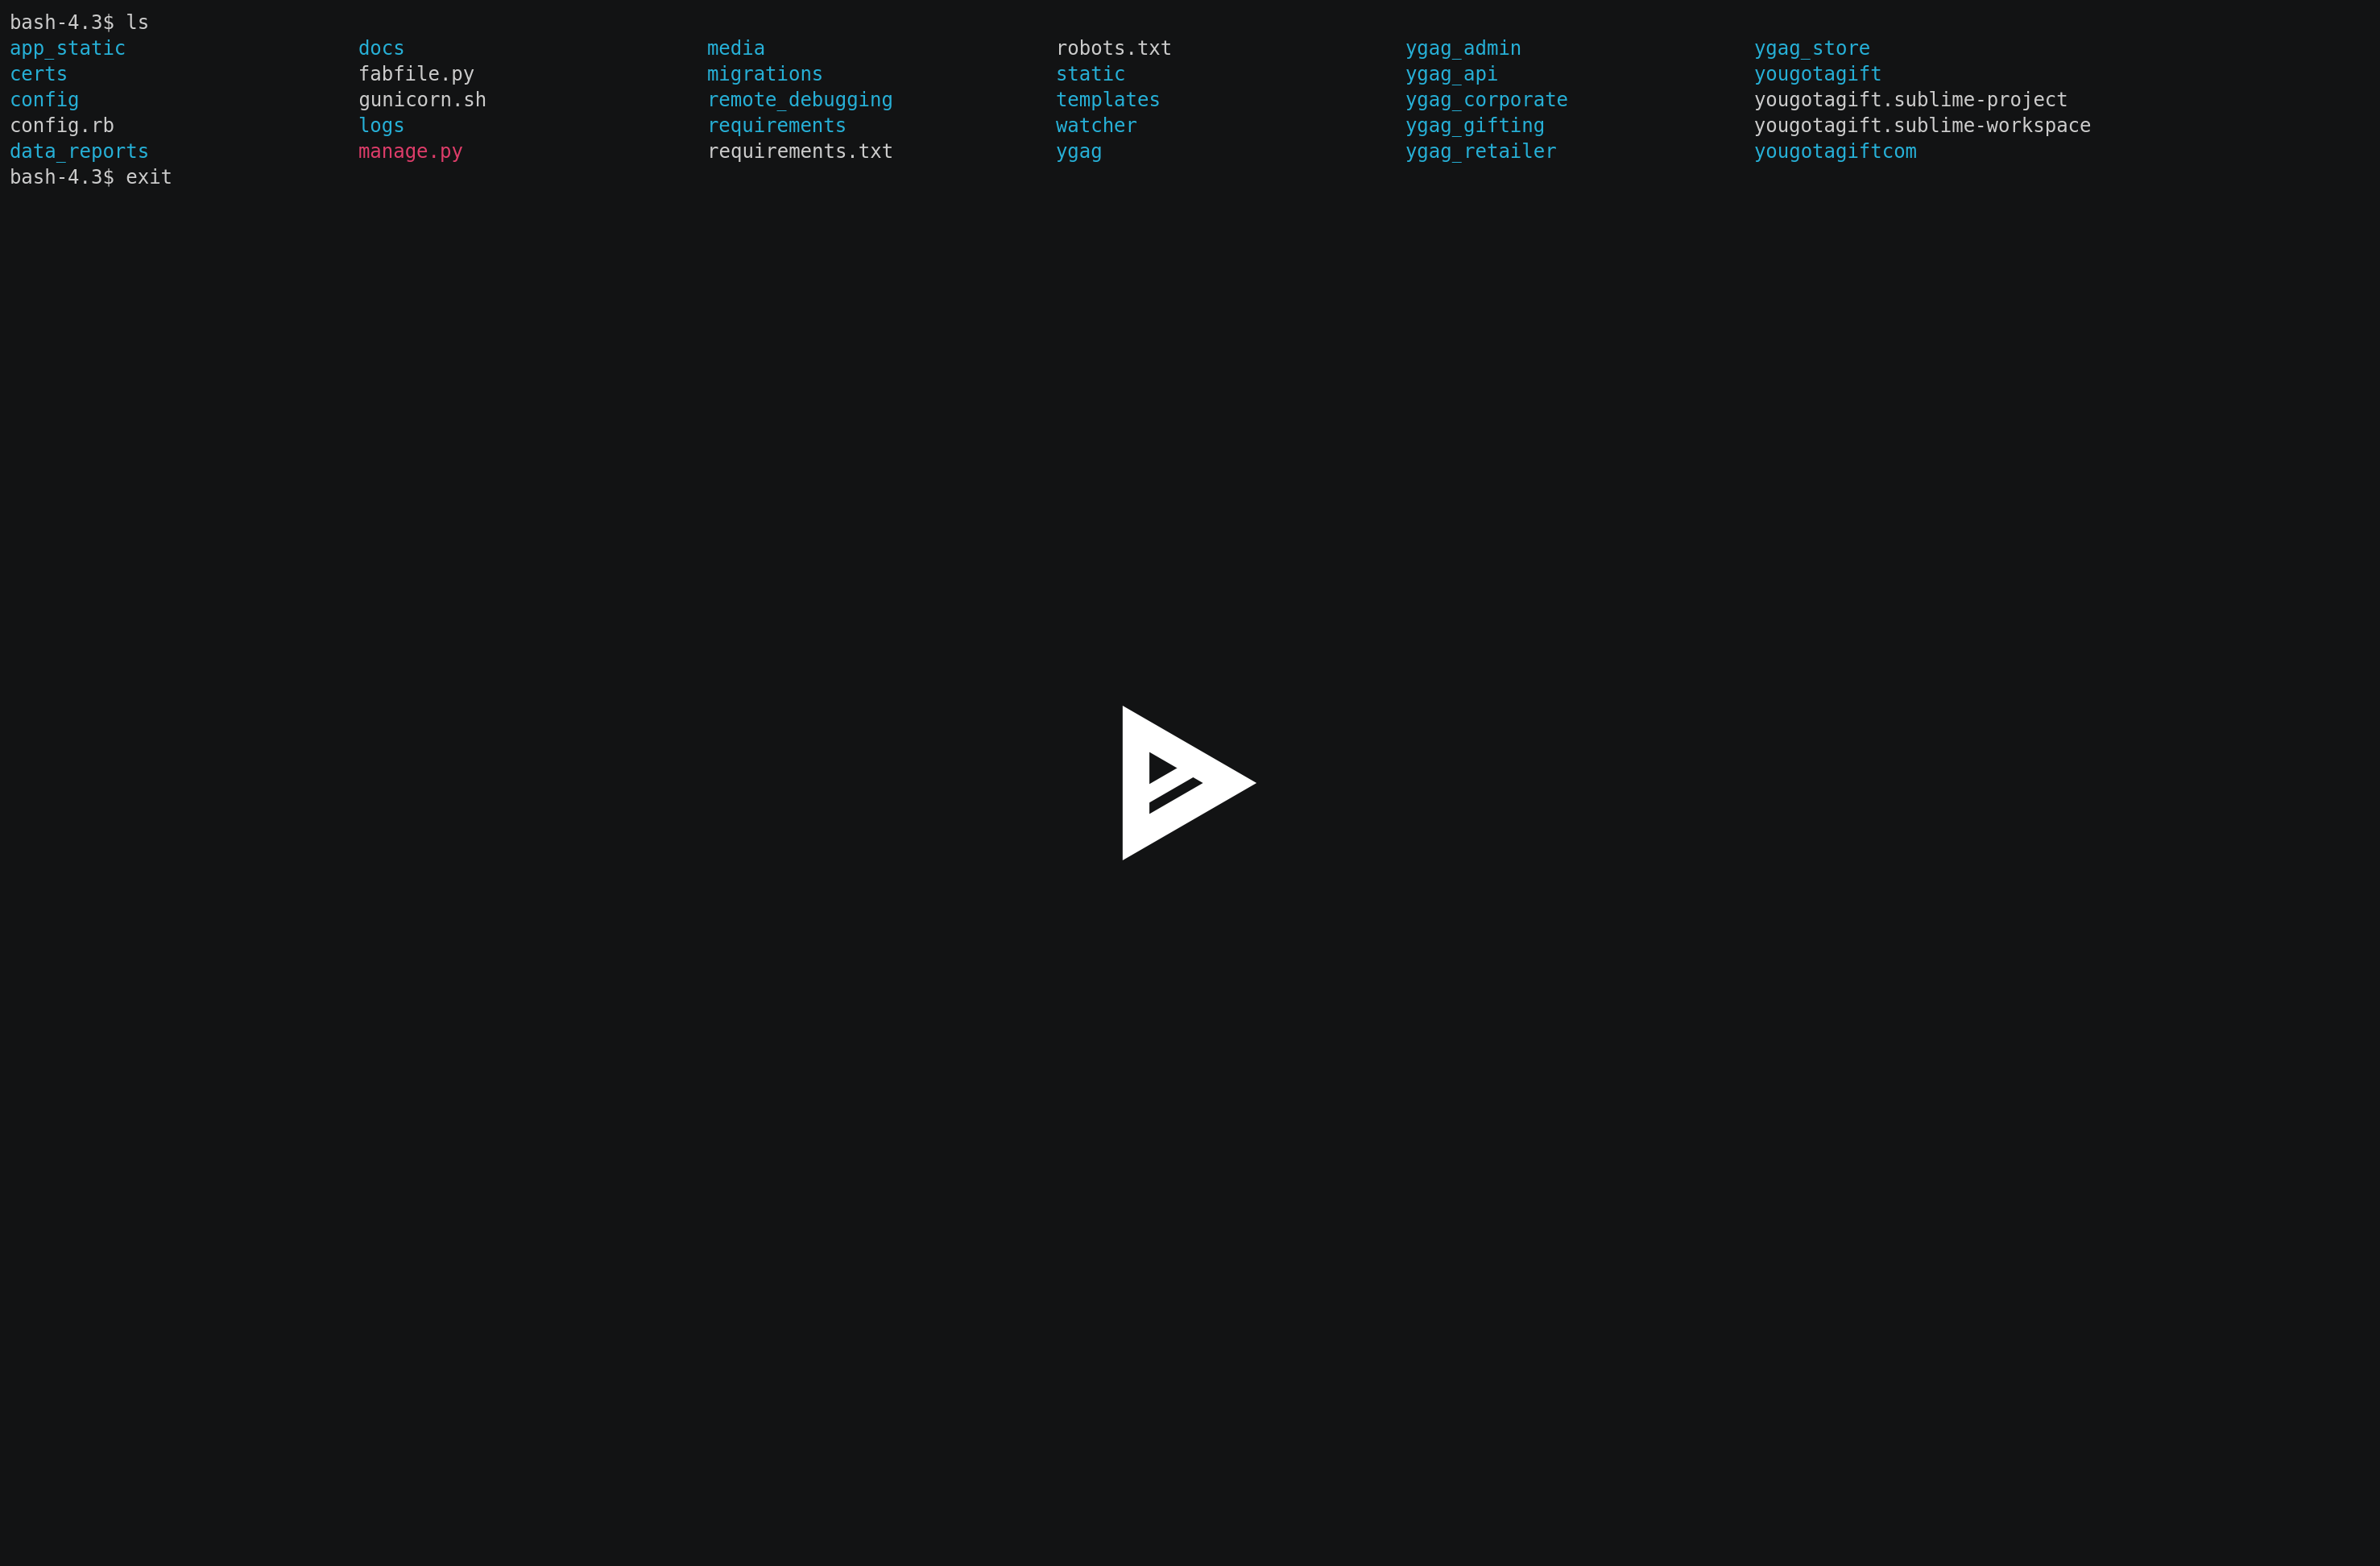 bash-4.3$ ls
app_static docs media robots.txt ygag_admin ygag_store
certs fabfile.py migrations static ygag_api yougotagift
config gunicorn.sh remote_debugging templates ygag_corporate yougotagift.sublime-project
config.rb logs requirements watcher ygag_gifting yougotagift.sublime-workspace
data_reports manage.py requirements.txt ygag ygag_retailer yougotagiftcom
bash-4.3$ exit